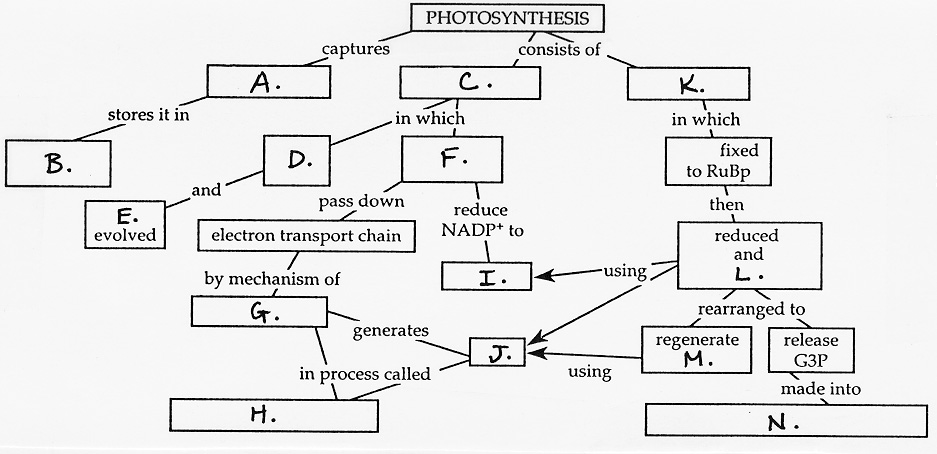 PHOTOSYNTHESIS
captures
consists of
A.
C.
K.
stores it in
in which
in which
B.
D.
F.
fixed
to RuBp
and
E.
evolved
pass down
reduce
NADP⁺ to
then
electron transport chain
reduced
and
L.
by mechanism of
I.
using
G.
generates
rearranged to
J.
regenerate
M.
release
G3P
in process called
using
made into
H.
N.